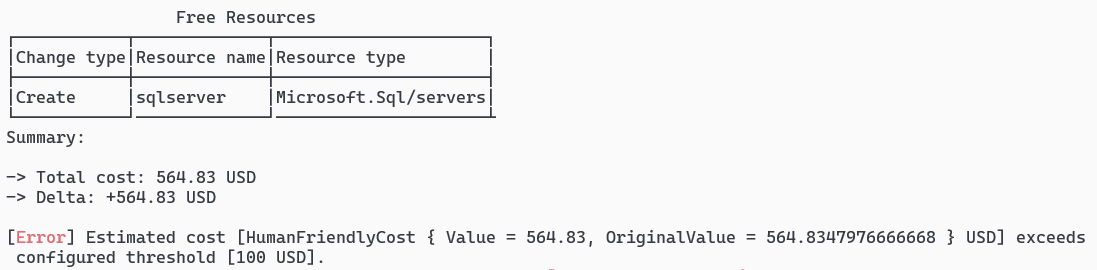 Free Resources
Change type Resource name Resource type
Create sqlserver Microsoft.Sql/servers
Summary:
-> Total cost: 564.83 USD
-> Delta: +564.83 USD
[Error] Estimated cost [HumanFriendlyCost { Value = 564.83, OriginalValue = 564.8347976666668 } USD] exceeds
configured threshold [100 USD].